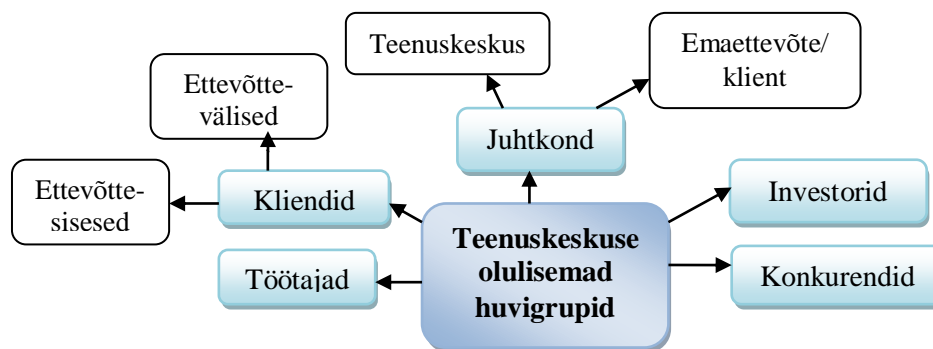 Teenuskeskus
Emaettevõte/
klient
Ettevõtte-
välised
Juhtkond
Ettevõtte-
sisesed
Kliendid
Investorid
Teenuskeskuse
olulisemad
huvigrupid
Töötajad
Konkurendid